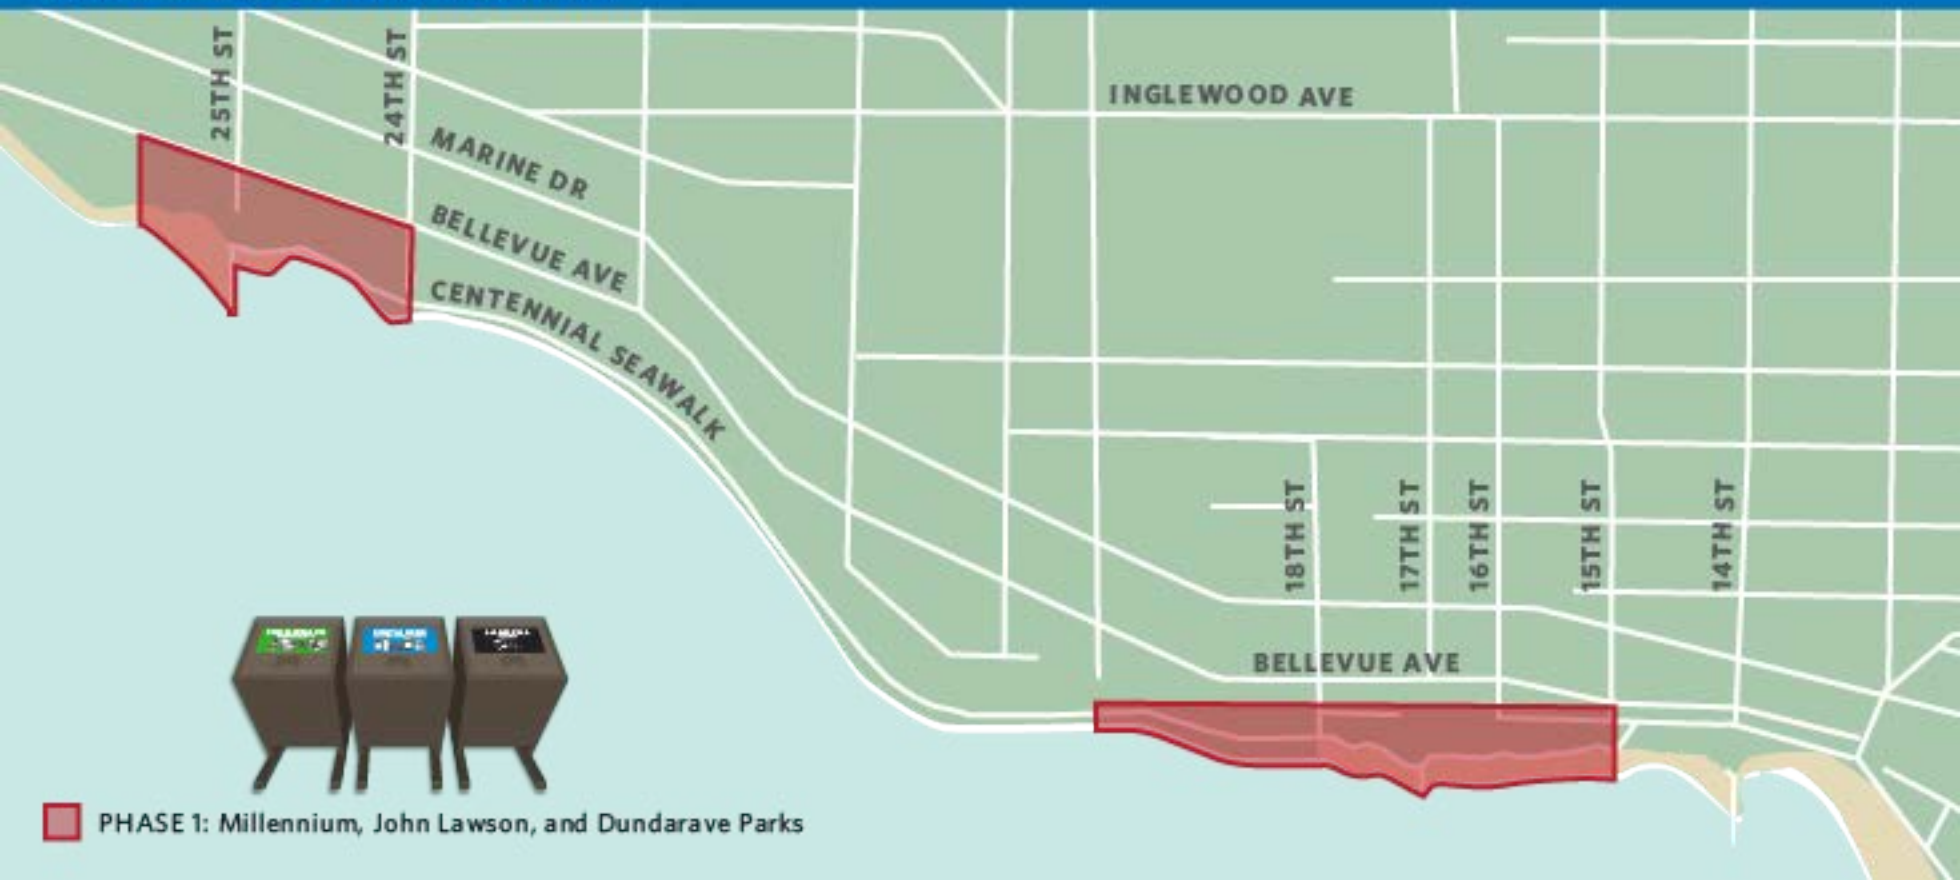 25TH ST
24TH ST
INGLEWOOD AVE
MARINE DR
BELLEVUE AVE
CENTENNIAL SEAWALK
18TH ST
17TH ST
16TH ST
15TH ST
14TH ST
BELLEVUE AVE
PHASE 1: Millennium, John Lawson, and Dundarave Parks